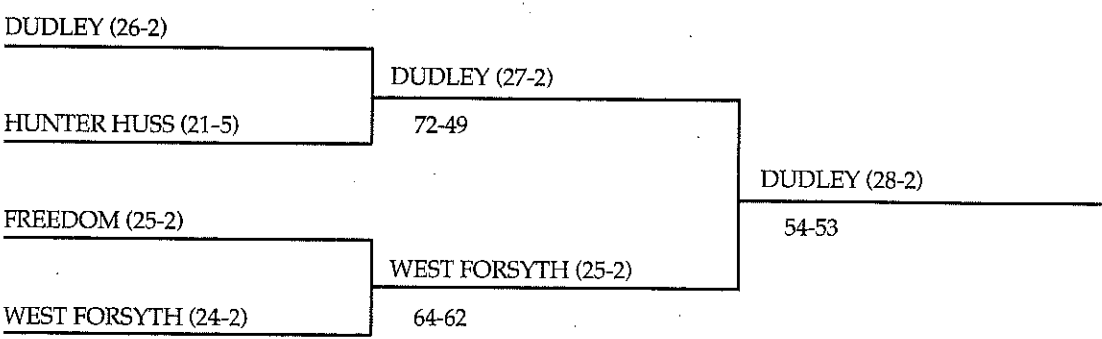 DUDLEY (26-2)
DUDLEY (27-2)
HUNTER HUSS (21-5)
72-49
DUDLEY (28-2)
FREEDOM (25-2)
54-53
WEST FORSYTH (25-2)
WEST FORSYTH (24-2)
64-62